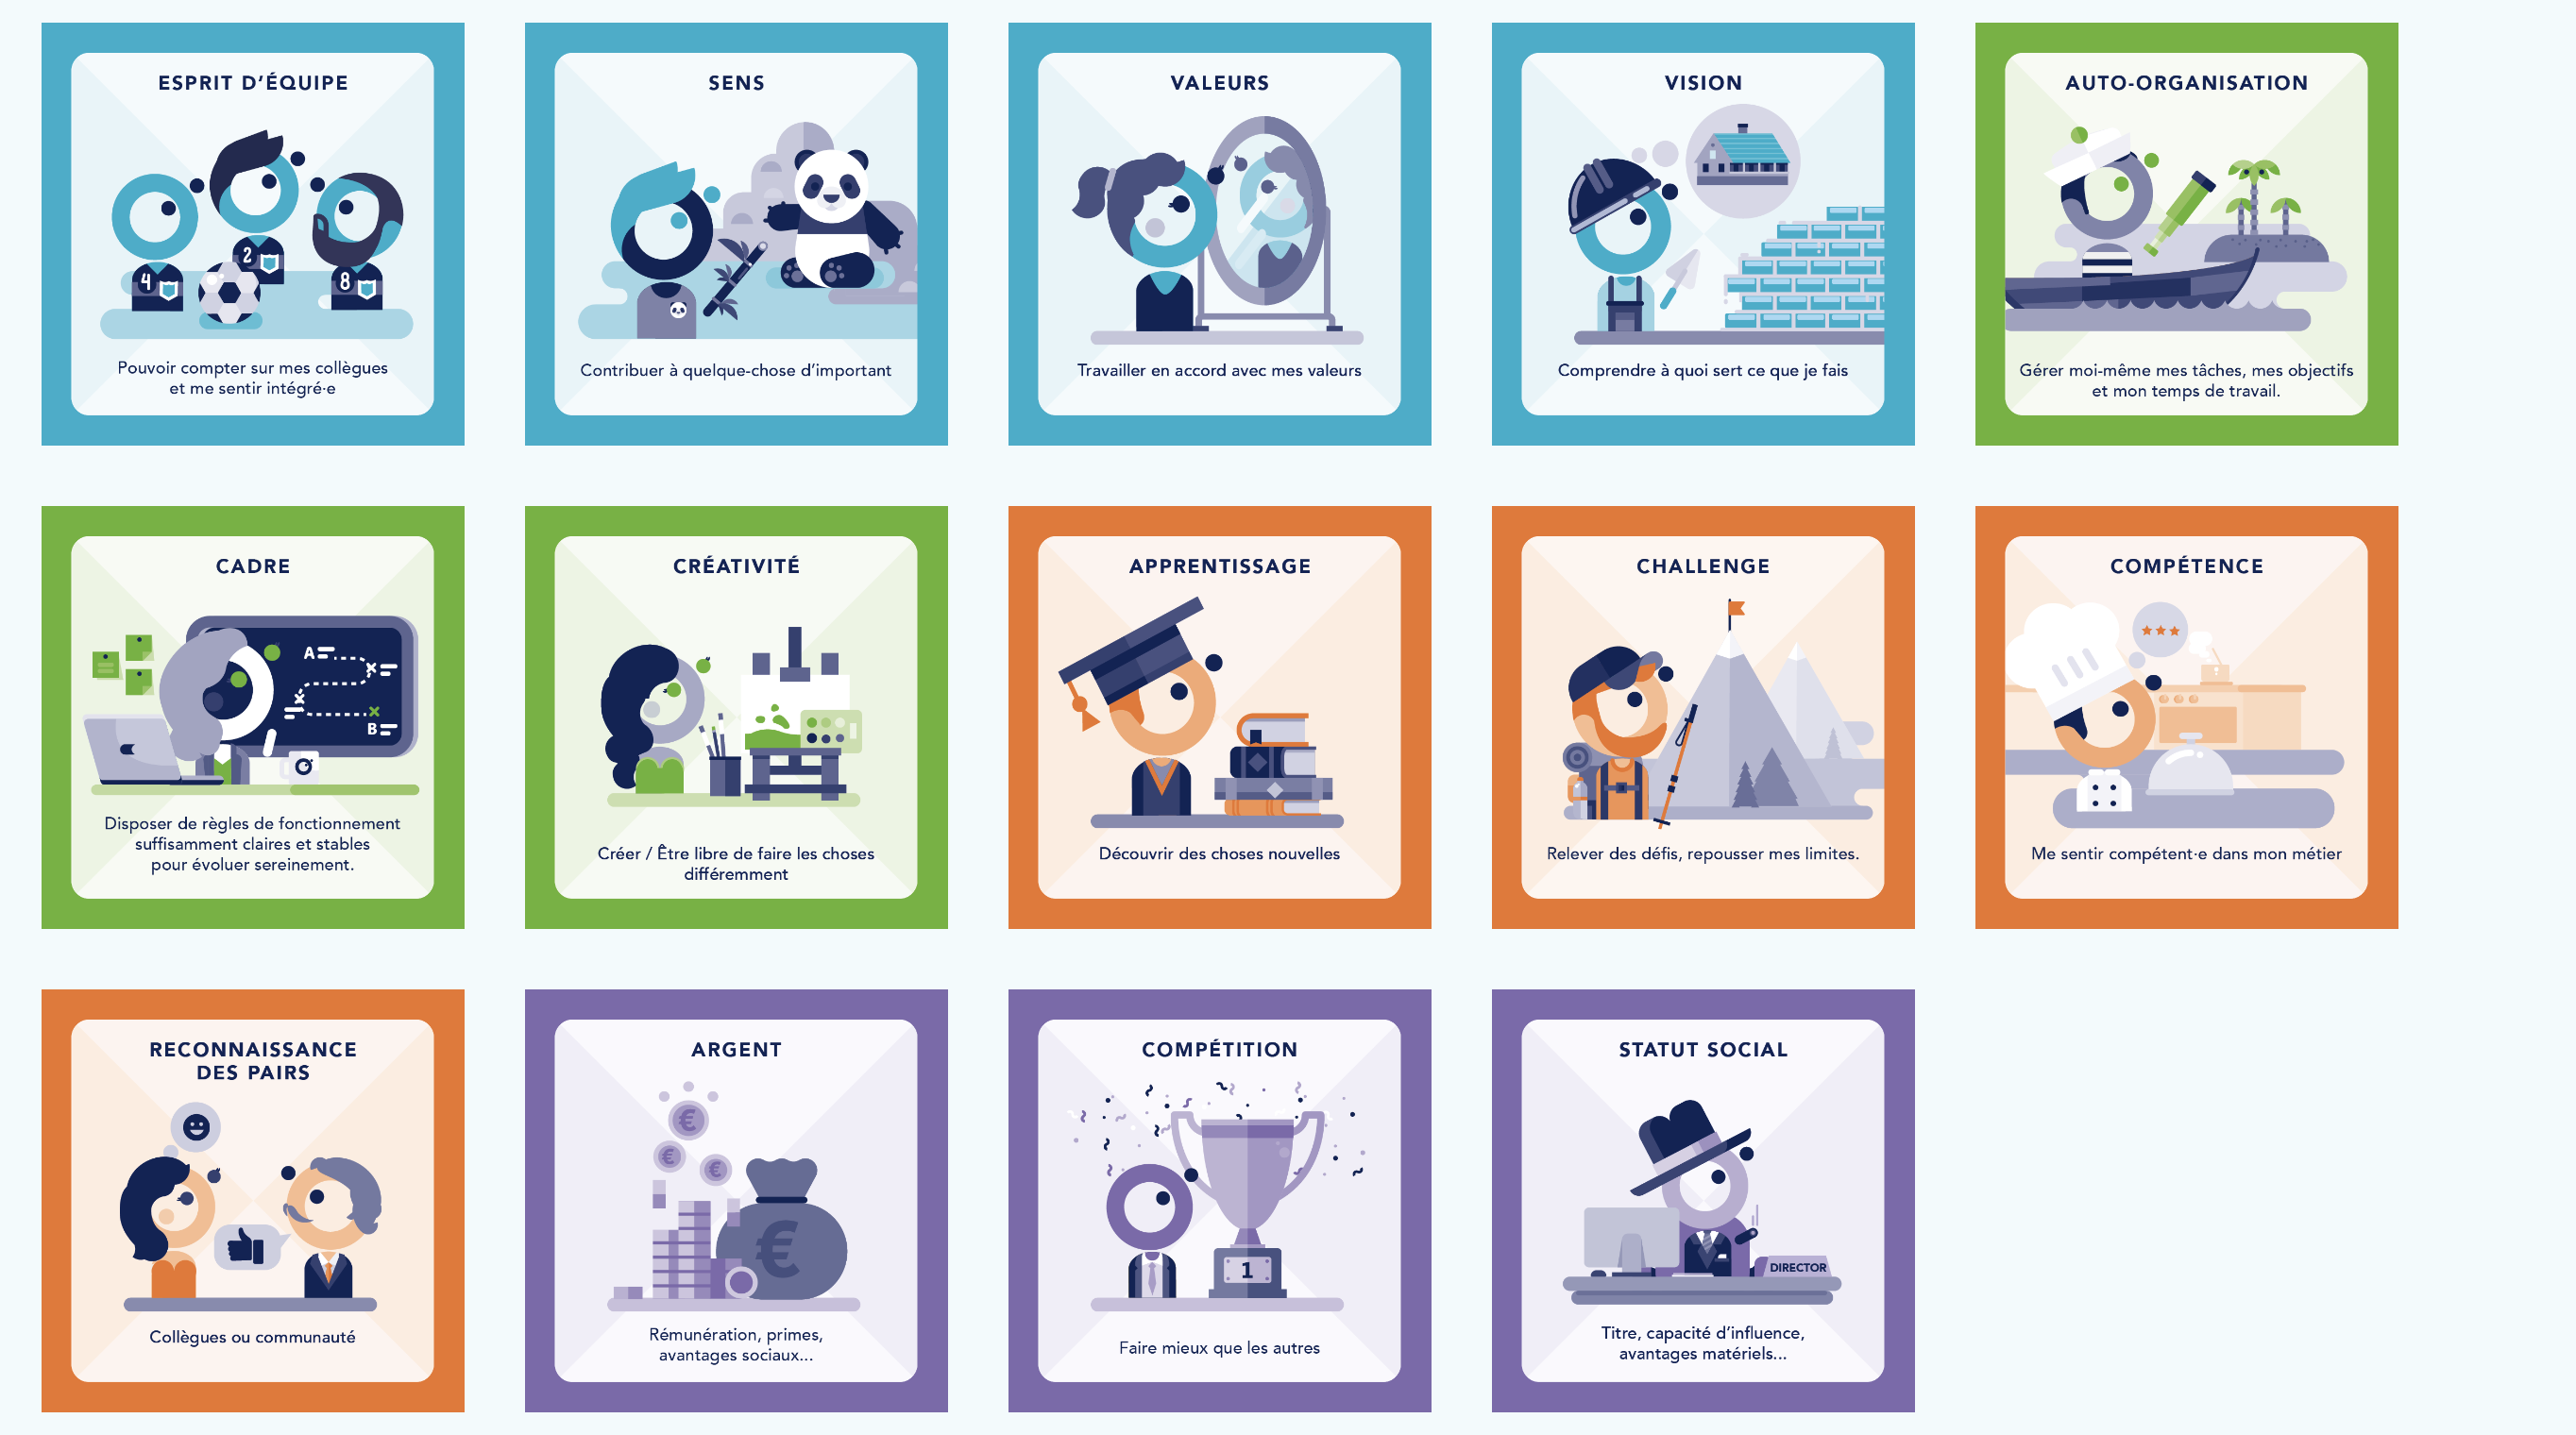 ESPRIT D'ÉQUIPE
4
2
8
Pouvoir compter sur mes collègues
et me sentir intégré·e
SENS
Contribuer à quelque-chose d'important
VALEURS
Travailler en accord avec mes valeurs
VISION
Comprendre à quoi sert ce que je fais
AUTO-ORGANISATION
Gérer moi-même mes tâches, mes objectifs
et mon temps de travail.
CADRE
A
B
Disposer de règles de fonctionnement
suffisamment claires et stables
pour évoluer sereinement.
CRÉATIVITÉ
Créer / Être libre de faire les choses
différemment
APPRENTISSAGE
Découvrir des choses nouvelles
CHALLENGE
Relever des défis, repousser mes limites.
COMPÉTENCE
Me sentir compétent·e dans mon métier
RECONNAISSANCE
DES PAIRS
Collègues ou communauté
ARGENT
€
€
€
€
Rémunération, primes,
avantages sociaux...
COMPÉTITION
1
Faire mieux que les autres
STATUT SOCIAL
DIRECTOR
Titre, capacité d'influence,
avantages matériels...